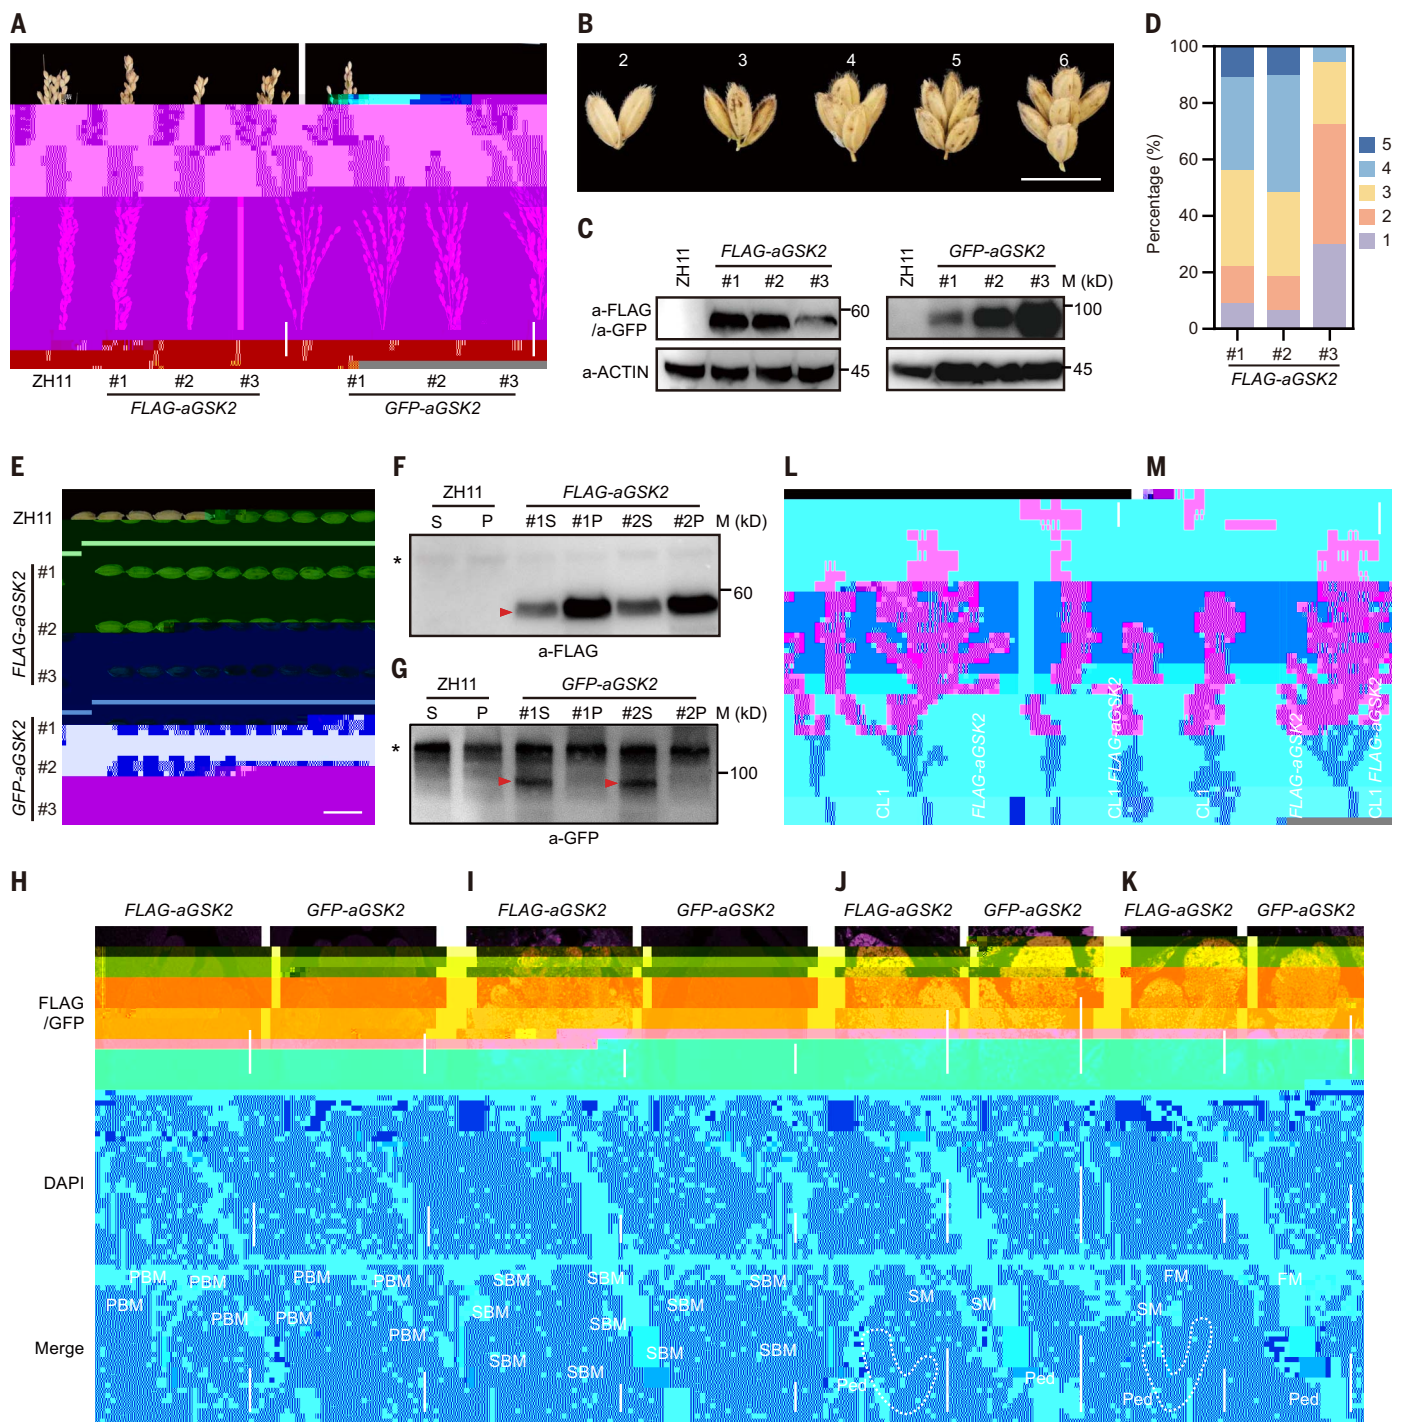 A
ZH11 #1 #2 #3 #1 #2 #3
FLAG-aGSK2 GFP-aGSK2
B
2 3 4 5 6
C
ZH11 FLAG-aGSK2 ZH11 GFP-aGSK2
#1 #2 #3 #1 #2 #3 M (kD)
a-FLAG
/a-GFP
60 100
a-ACTIN 45 45
D
Percentage (%)
100
80
60
40
20
0
5
4
3
2
1
#1 #2 #3
FLAG-aGSK2
E
ZH11
FLAG-aGSK2
#1
#2
#3
GFP-aGSK2
#1
#2
#3
F
ZH11 FLAG-aGSK2
S P #1S #1P #2S #2P M (kD)
*
60
a-FLAG
G
ZH11 GFP-aGSK2
S P #1S #1P #2S #2P M (kD)
*
100
a-GFP
L
CL1 FLAG-aGSK2 CL1 FLAG-aGSK2
M
CL1 FLAG-aGSK2 CL1 FLAG-aGSK2
H I J K
FLAG-aGSK2 GFP-aGSK2 FLAG-aGSK2 GFP-aGSK2 FLAG-aGSK2 GFP-aGSK2 FLAG-aGSK2 GFP-aGSK2
FLAG
/GFP
DAPI
Merge
PBM PBM PBM PBM SBM SBM SBM FM FM
PBM PBM PBM PBM SBM SBM SBM SM SM SM
SBM SBM SBM SBM
Ped Ped Ped Ped